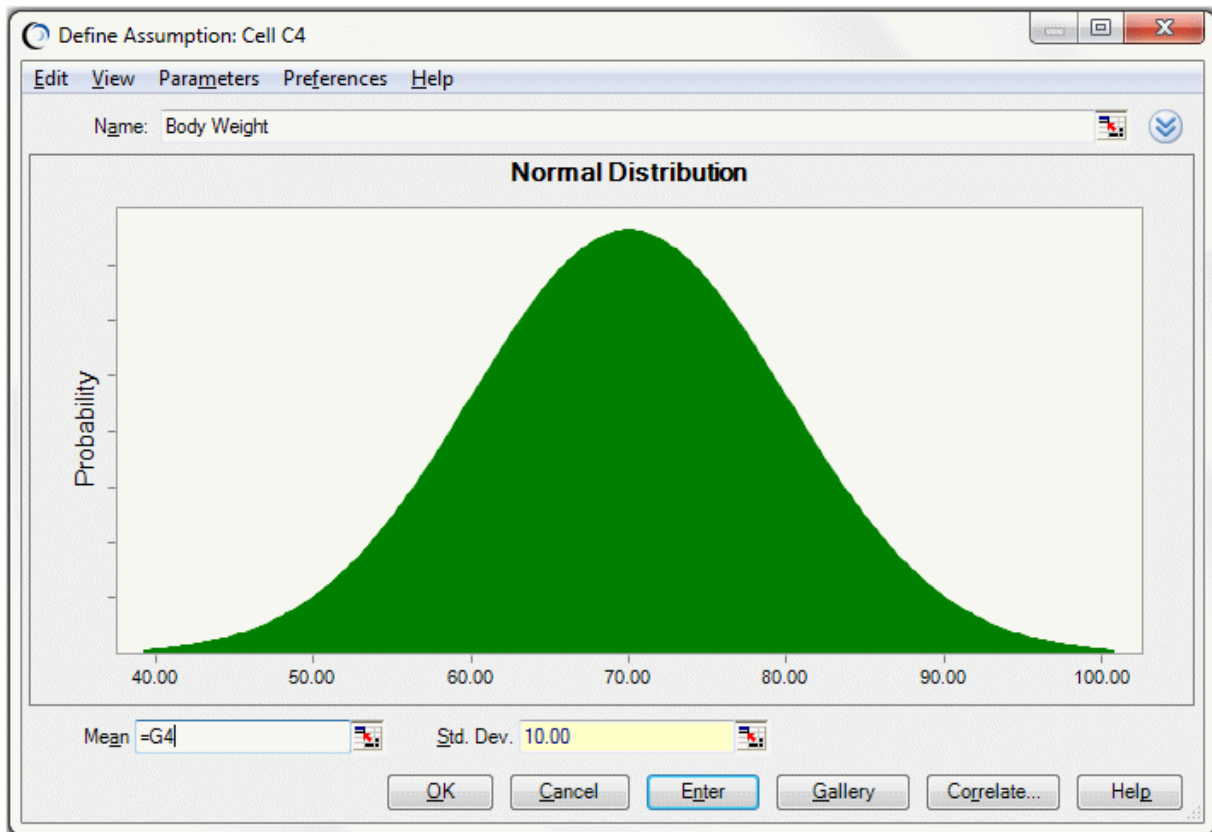 Define Assumption: Cell C4
Edit View Parameters Preferences Help
Name: Body Weight
Normal Distribution
Probability
40.00 50.00 60.00 70.00 80.00 90.00 100.00
Mean =G4 Std. Dev. 10.00
OK Cancel Enter Gallery Correlate... Help